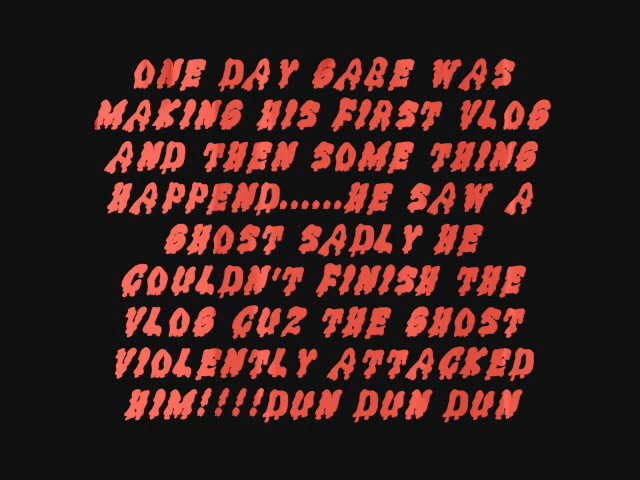 ONE DAY GABE WAS
MAKING HIS FIRST VLOG
AND THEN SOME THING
HAPPEND......HE SAW A
GHOST SADLY HE
COULDN'T FINISH THE
VLOG CUZ THE GHOST
VIOLENTLY ATTACKED
HIM!!!!DUN DUN DUN